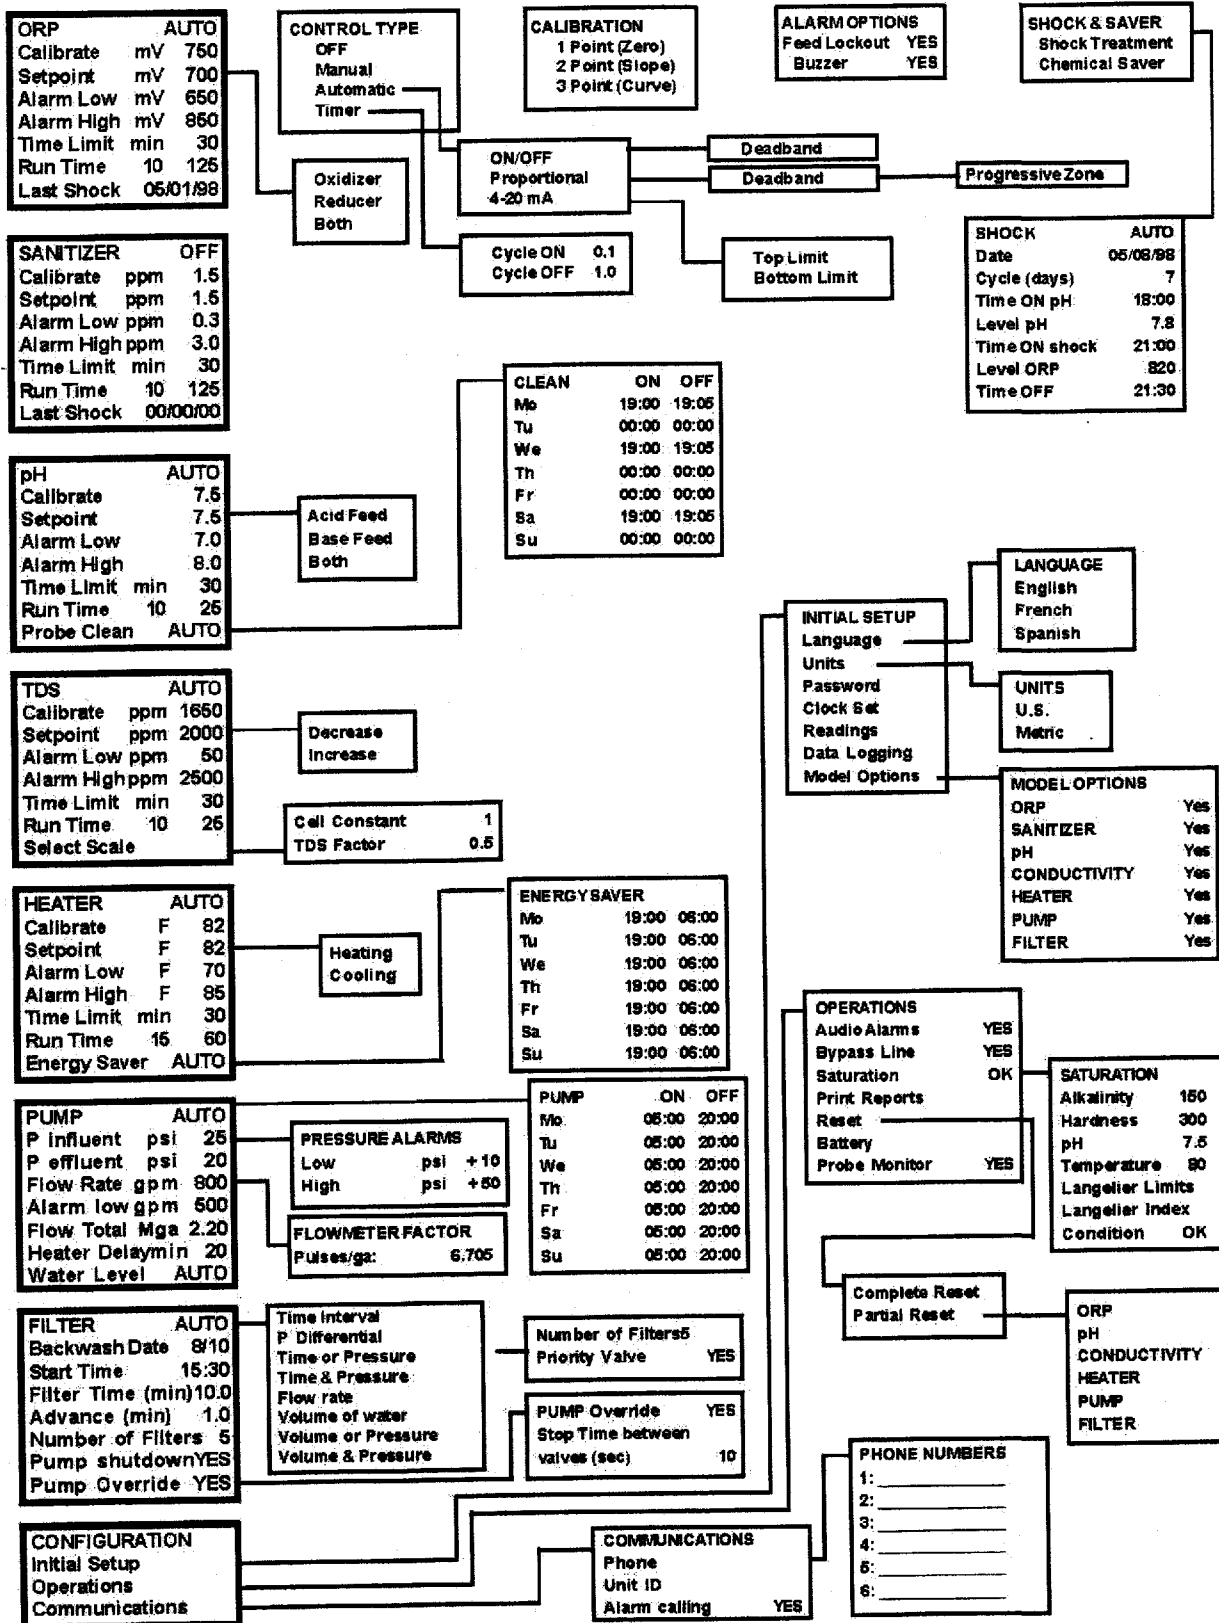 ORP AUTO
Calibrate mV 750
Setpoint mV 700
Alarm Low mV 650
Alarm High mV 850
Time Limit min 30
Run Time 10 125
Last Shock 05/01/98
CONTROL TYPE
OFF
Manual
Automatic
Timer
CALIBRATION
1 Point (Zero)
2 Point (Slope)
3 Point (Curve)
ALARM OPTIONS
Feed Lockout YES
Buzzer YES
SHOCK & SAVER
Shock Treatment
Chemical Saver
Oxidizer
Reducer
Both
ON/OFF
Proportional
4-20 mA
Deadband
Deadband
Progressive Zone
Cycle ON 0.1
Cycle OFF 1.0
Top Limit
Bottom Limit
SHOCK AUTO
Date 05/08/98
Cycle (days) 7
Time ON pH 18:00
Level pH 7.8
Time ON shock 21:00
Level ORP 820
Time OFF 21:30
SANITIZER OFF
Calibrate ppm 1.5
Setpoint ppm 1.5
Alarm Low ppm 0.3
Alarm High ppm 3.0
Time Limit min 30
Run Time 10 125
Last Shock 00/00/00
CLEAN ON OFF
Mo 19:00 19:05
Tu 00:00 00:00
We 19:00 19:05
Th 00:00 00:00
Fr 00:00 00:00
Sa 19:00 19:05
Su 00:00 00:00
pH AUTO
Calibrate 7.5
Setpoint 7.5
Alarm Low 7.0
Alarm High 8.0
Time Limit min 30
Run Time 10 25
Probe Clean AUTO
Acid Feed
Base Feed
Both
INITIAL SETUP
Language
Units
Password
Clock Set
Readings
Data Logging
Model Options
LANGUAGE
English
French
Spanish
UNITS
U.S.
Metric
MODEL OPTIONS
ORP Yes
SANITIZER Yes
pH Yes
CONDUCTIVITY Yes
HEATER Yes
PUMP Yes
FILTER Yes
TDS AUTO
Calibrate ppm 1650
Setpoint ppm 2000
Alarm Low ppm 50
Alarm High ppm 2500
Time Limit min 30
Run Time 10 25
Select Scale
Decrease
Increase
Cell Constant 1
TDS Factor 0.5
HEATER AUTO
Calibrate F 82
Setpoint F 82
Alarm Low F 70
Alarm High F 85
Time Limit min 30
Run Time 15 60
Energy Saver AUTO
Heating
Cooling
ENERGY SAVER
Mo 19:00 06:00
Tu 19:00 06:00
We 19:00 06:00
Th 19:00 06:00
Fr 19:00 06:00
Sa 19:00 06:00
Su 19:00 06:00
OPERATIONS
Audio Alarms YES
Bypass Line YES
Saturation OK
Print Reports
Reset
Battery
Probe Monitor YES
SATURATION
Alkalinity 150
Hardness 300
pH 7.5
Temperature 80
Langelier Limits
Langelier Index
Condition OK
PUMP AUTO
P influent psi 25
P effluent psi 20
Flow Rate gpm 800
Alarm low gpm 500
Flow Total Mga 2.20
Heater Delaymin 20
Water Level AUTO
PRESSURE ALARMS
Low psi +10
High psi +50
FLOWMETER FACTOR
Pulses/ga: 6.705
PUMP ON OFF
Mo 05:00 20:00
Tu 05:00 20:00
We 05:00 20:00
Th 05:00 20:00
Fr 05:00 20:00
Sa 05:00 20:00
Su 05:00 20:00
Complete Reset
Partial Reset
ORP
pH
CONDUCTIVITY
HEATER
PUMP
FILTER
FILTER AUTO
Backwash Date 8/10
Start Time 15:30
Filter Time (min) 10.0
Advance (min) 1.0
Number of Filters 5
Pump shutdownYES
Pump Override YES
Time Interval
P Differential
Time or Pressure
Time & Pressure
Flow rate
Volume of water
Volume or Pressure
Volume & Pressure
Number of Filters5
Priority Valve YES
PUMP Override YES
Stop Time between
valves (sec) 10
PHONE NUMBERS
1:
2:
3:
4:
5:
6:
CONFIGURATION
Initial Setup
Operations
Communications
COMMUNICATIONS
Phone
Unit ID
Alarm calling YES